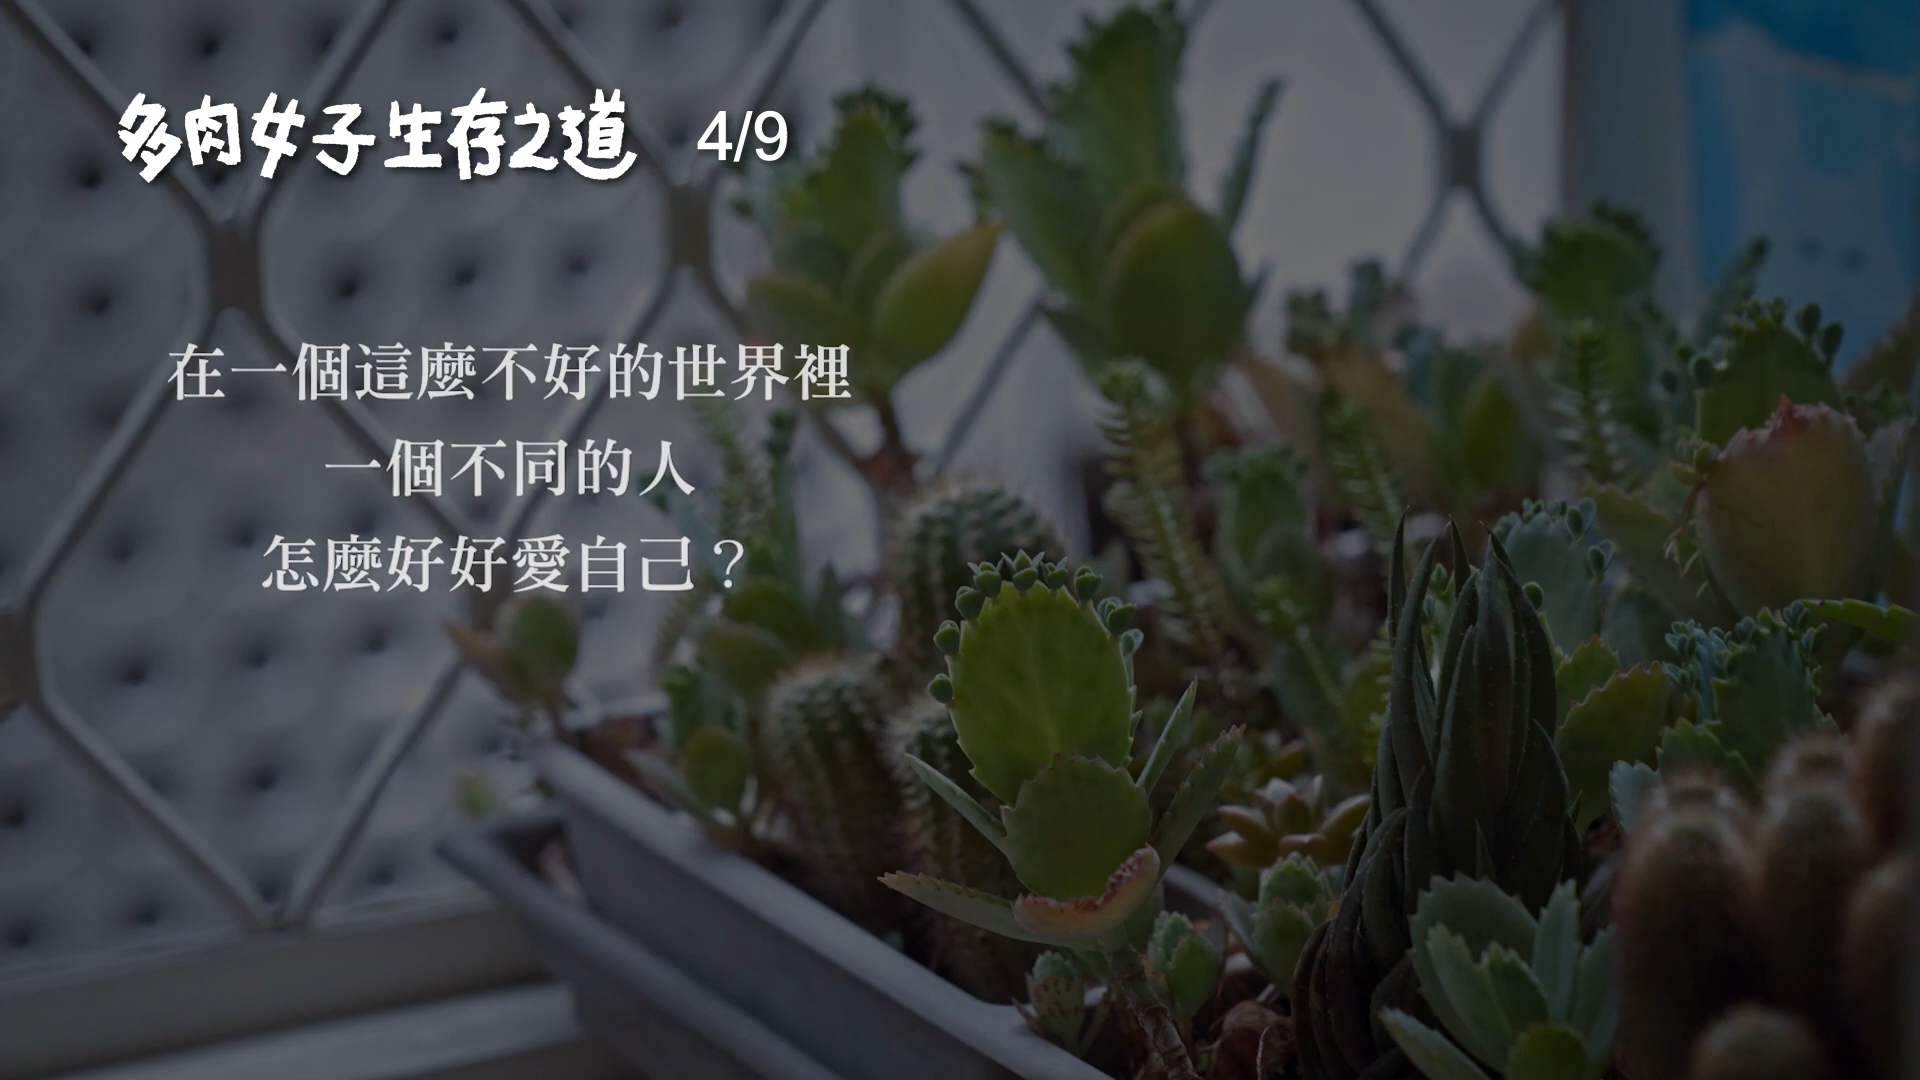 多肉女子生存之道 4/9
在一個這麼不好的世界裡
一個不同的人
怎麼好好愛自己？